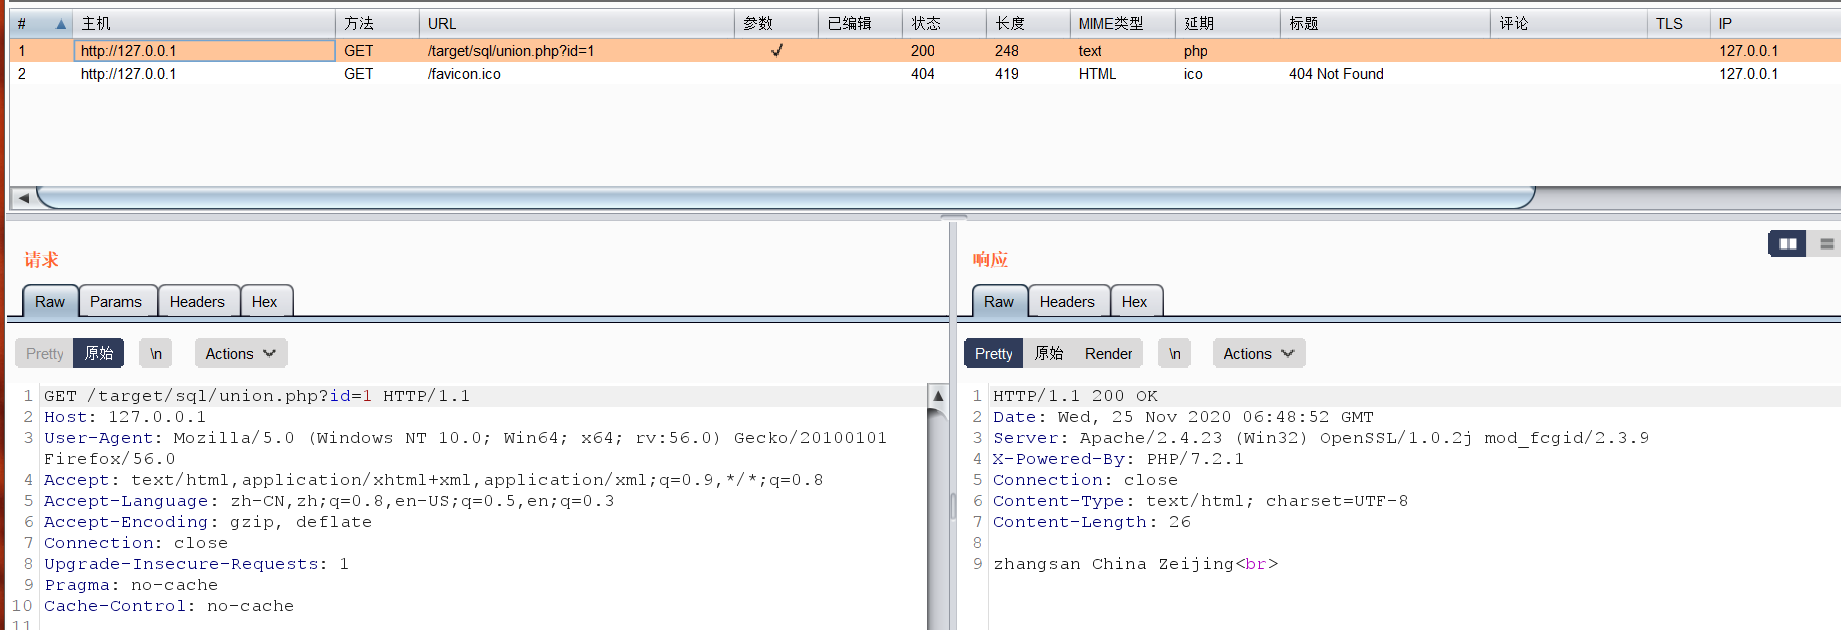 # 主机 方法 URL 参数 已编辑 状态 长度 MIME类型 延期 标题 评论 TLS IP
1 http://127.0.0.1 GET /target/sql/union.php?id=1 ✓ 200 248 text php 127.0.0.1
2 http://127.0.0.1 GET /favicon.ico 404 419 HTML ico 404 Not Found 127.0.0.1
请求
Raw Params Headers Hex
Pretty 原始 \n Actions
1 GET /target/sql/union.php?id=1 HTTP/1.1
2 Host: 127.0.0.1
3 User-Agent: Mozilla/5.0 (Windows NT 10.0; Win64; x64; rv:56.0) Gecko/20100101
Firefox/56.0
4 Accept: text/html,application/xhtml+xml,application/xml;q=0.9,*/*;q=0.8
5 Accept-Language: zh-CN,zh;q=0.8,en-US;q=0.5,en;q=0.3
6 Accept-Encoding: gzip, deflate
7 Connection: close
8 Upgrade-Insecure-Requests: 1
9 Pragma: no-cache
10 Cache-Control: no-cache
11
响应
Raw Headers Hex
Pretty 原始 Render \n Actions
1 HTTP/1.1 200 OK
2 Date: Wed, 25 Nov 2020 06:48:52 GMT
3 Server: Apache/2.4.23 (Win32) OpenSSL/1.0.2j mod_fcgid/2.3.9
4 X-Powered-By: PHP/7.2.1
5 Connection: close
6 Content-Type: text/html; charset=UTF-8
7 Content-Length: 26
8
9 zhangsan China Zeijing<br>